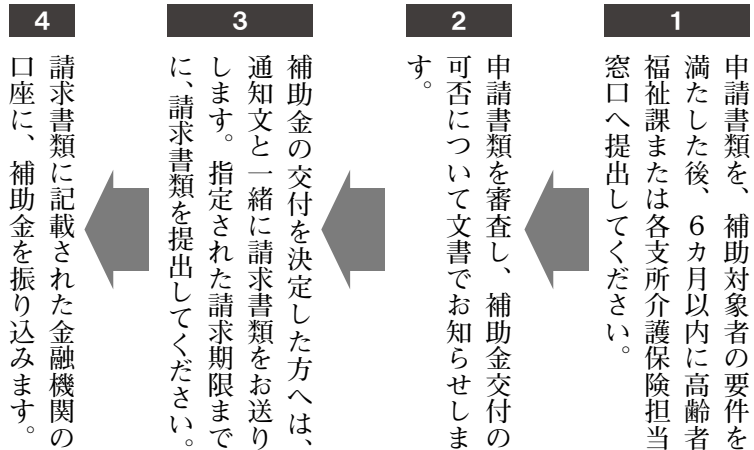 1
申請書類を、補助対象者の要件を
満たした後、6カ月以内に高齢者
福祉課または各支所介護保険担当
窓口へ提出してください。
2
申請書類を審査し、補助金交付の
可否について文書でお知らせしま
す。
3
補助金の交付を決定した方へは、
通知文と一緒に請求書類をお送り
します。指定された請求期限まで
に、請求書類を提出してください。
4
請求書類に記載された金融機関の
口座に、補助金を振り込みます。